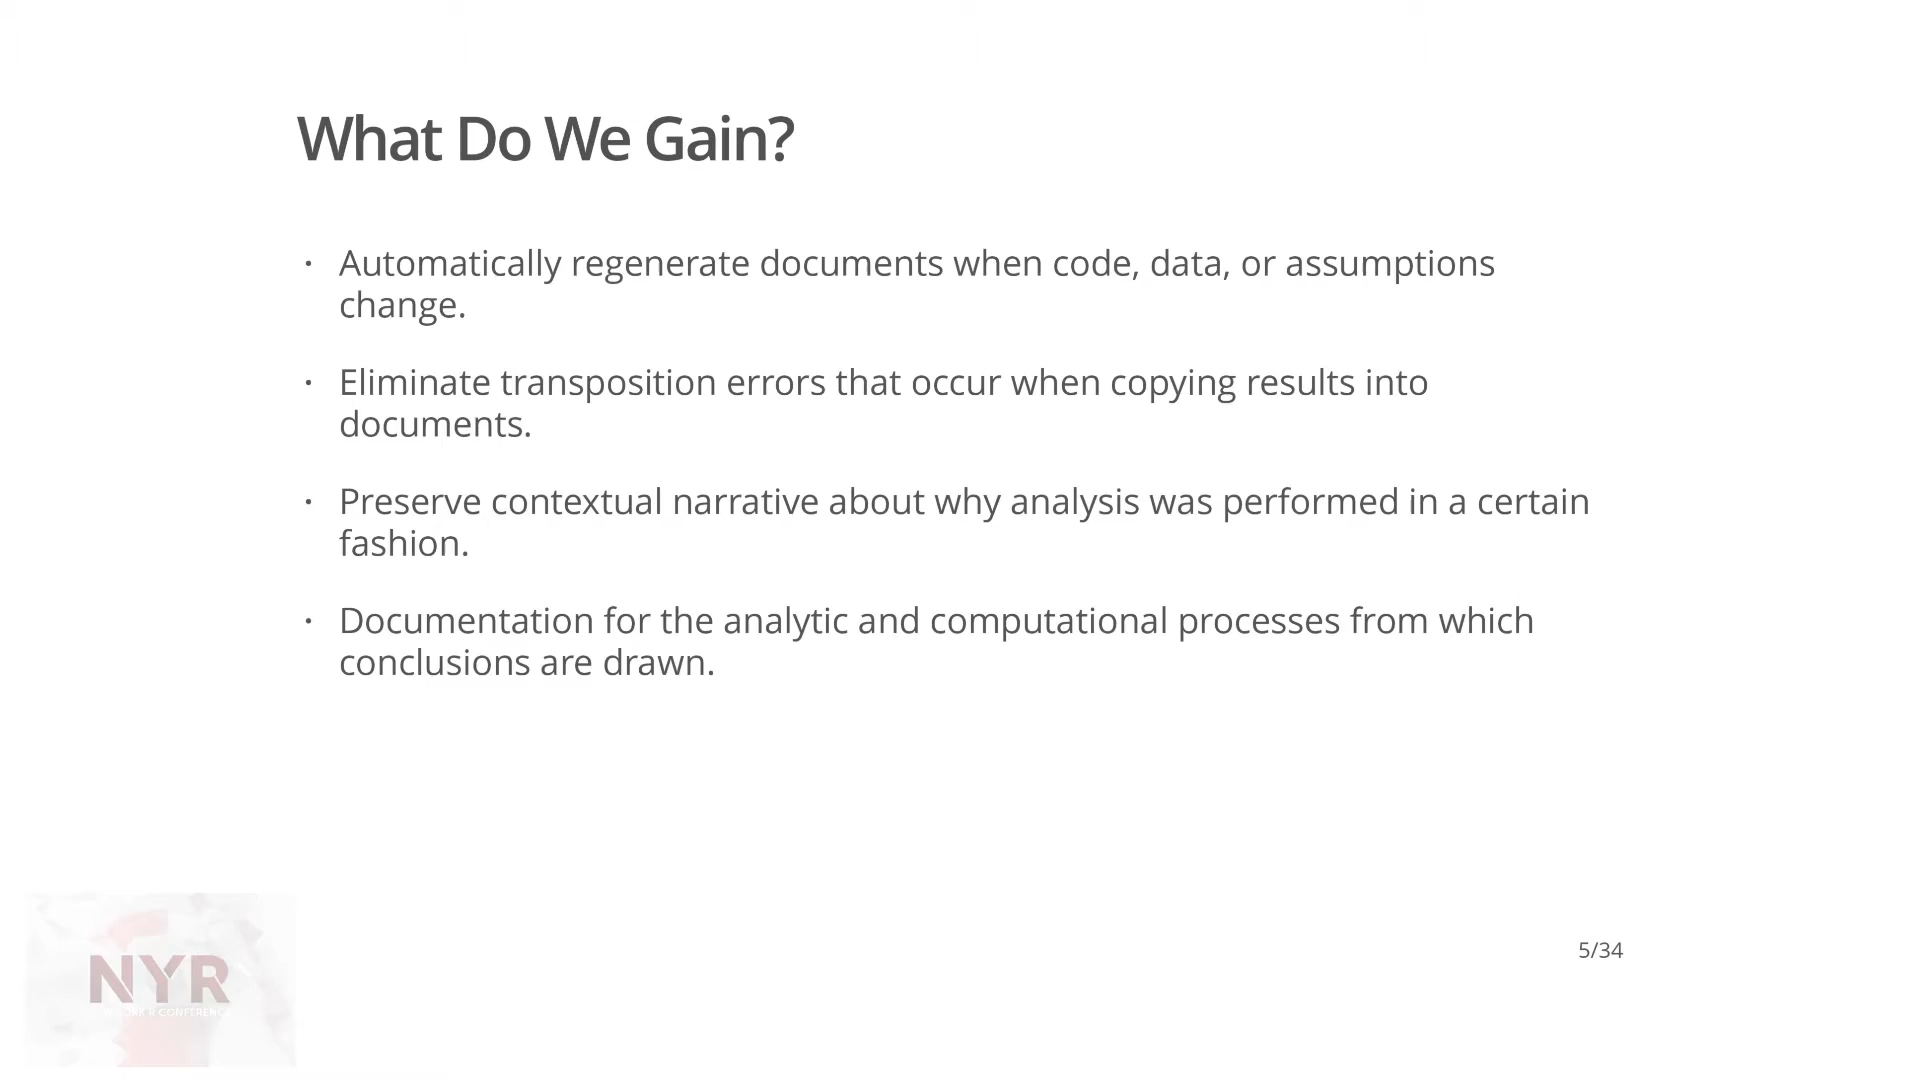 What Do We Gain?
· Automatically regenerate documents when code, data, or assumptions
change.
· Eliminate transposition errors that occur when copying results into
documents.
· Preserve contextual narrative about why analysis was performed in a certain
fashion.
· Documentation for the analytic and computational processes from which
conclusions are drawn.
5/34
NYR
R CONFERENCE